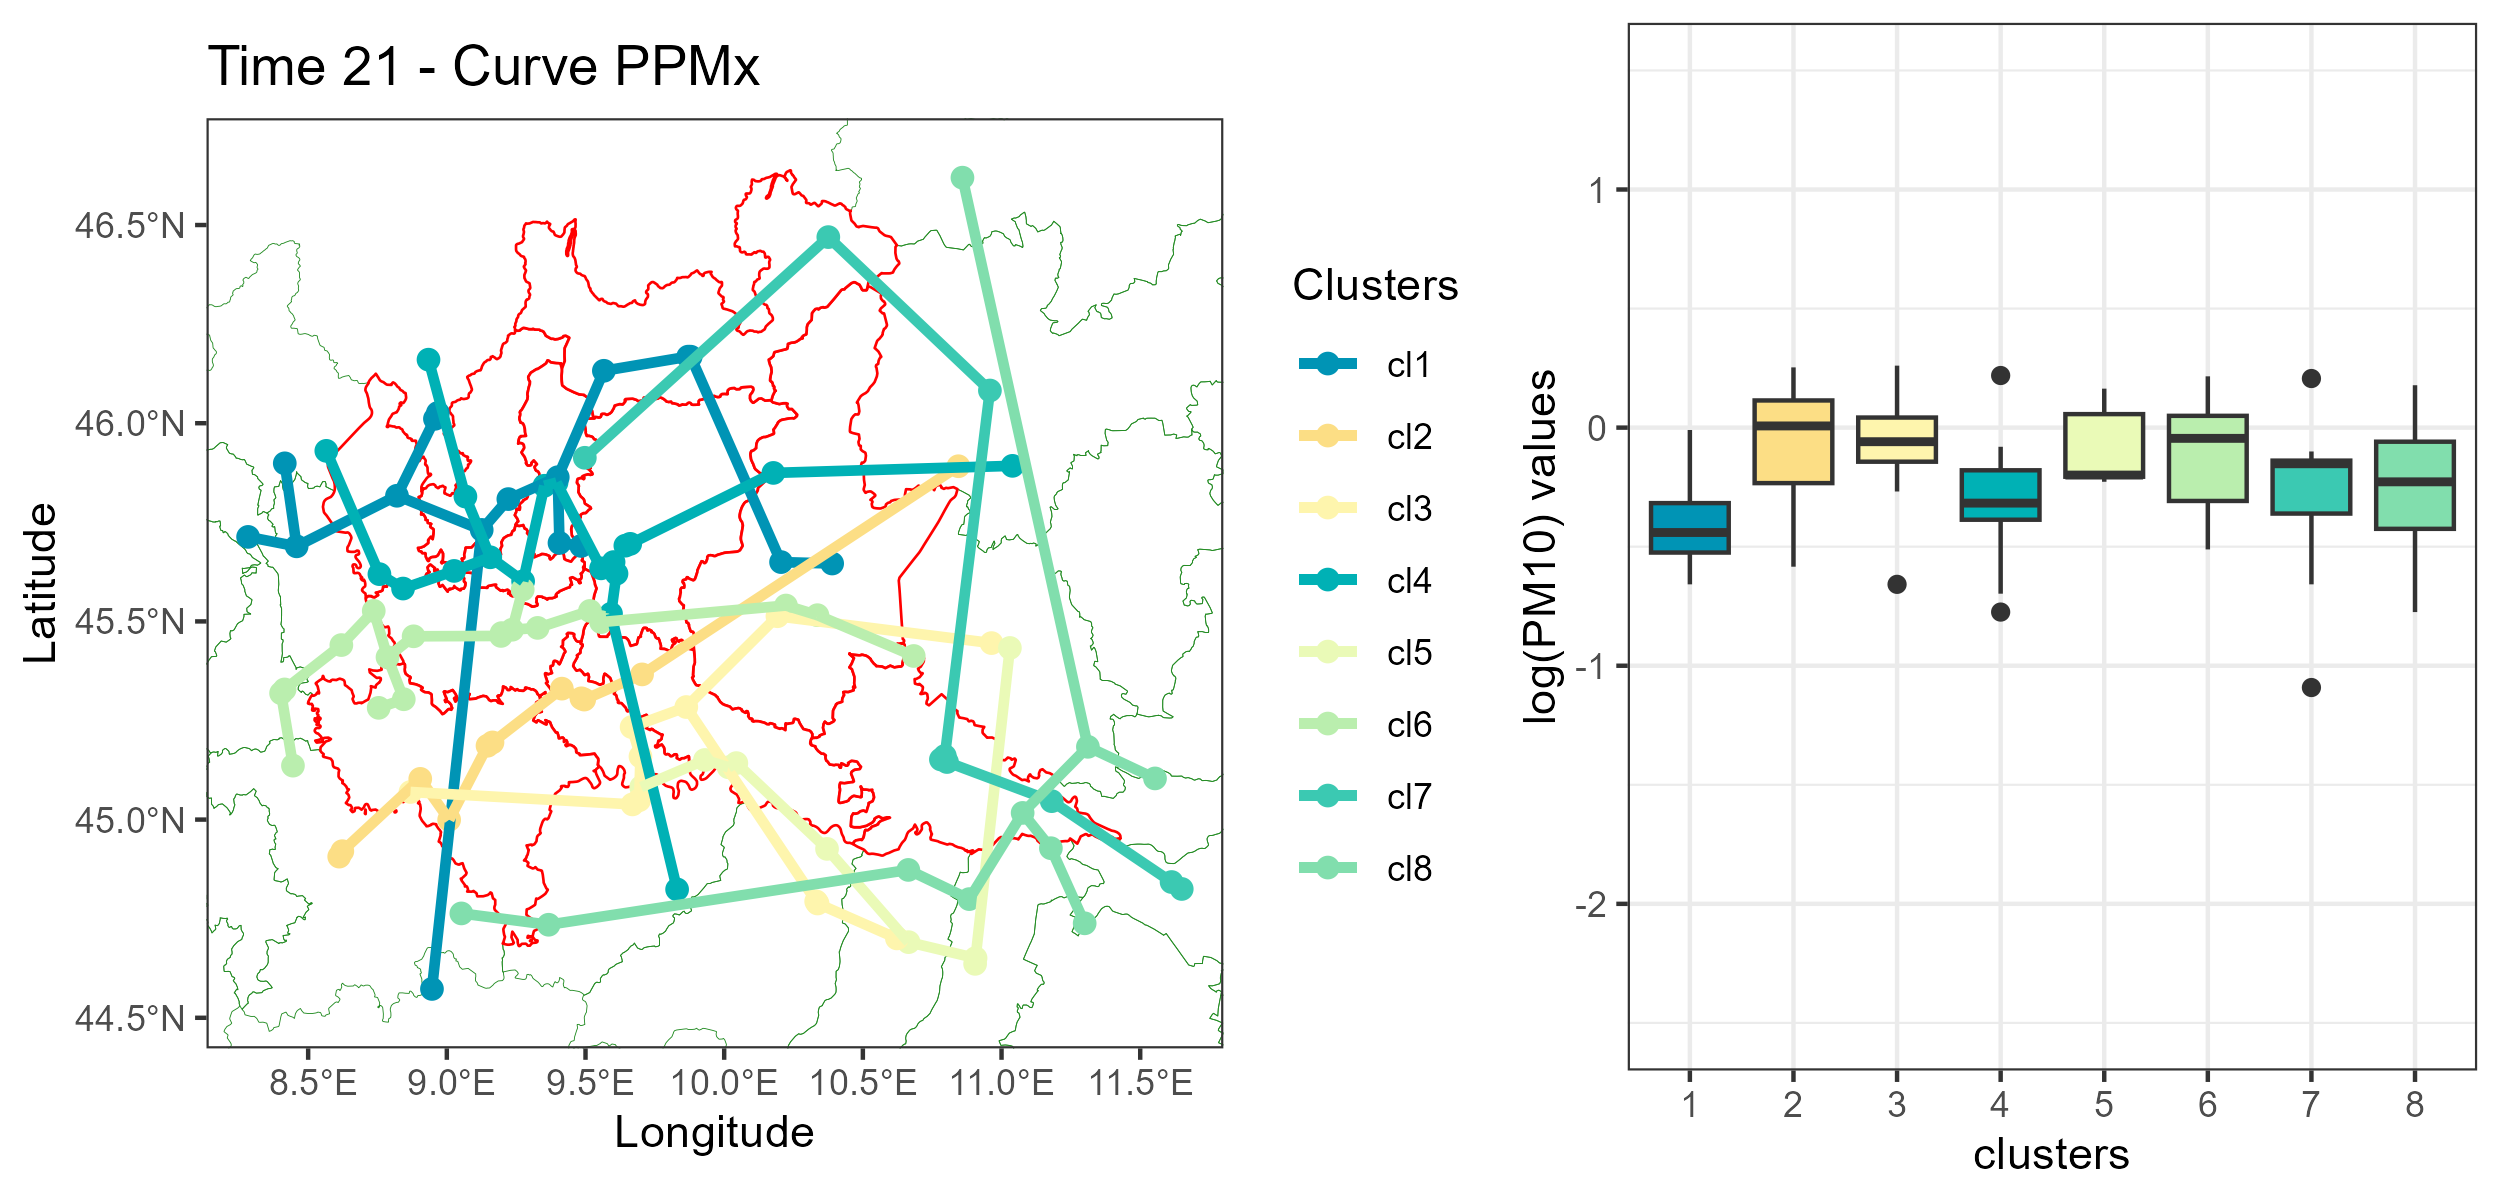 Time 21 - Curve PPMx
46.5°N
46.0°N
45.5°N
45.0°N
44.5°N
Latitude
8.5°E 9.0°E 9.5°E 10.0°E 10.5°E 11.0°E 11.5°E
Longitude
Clusters
cl1
cl2
cl3
cl4
cl5
cl6
cl7
cl8
log(PM10) values
1
0
-1
-2
1 2 3 4 5 6 7 8
clusters